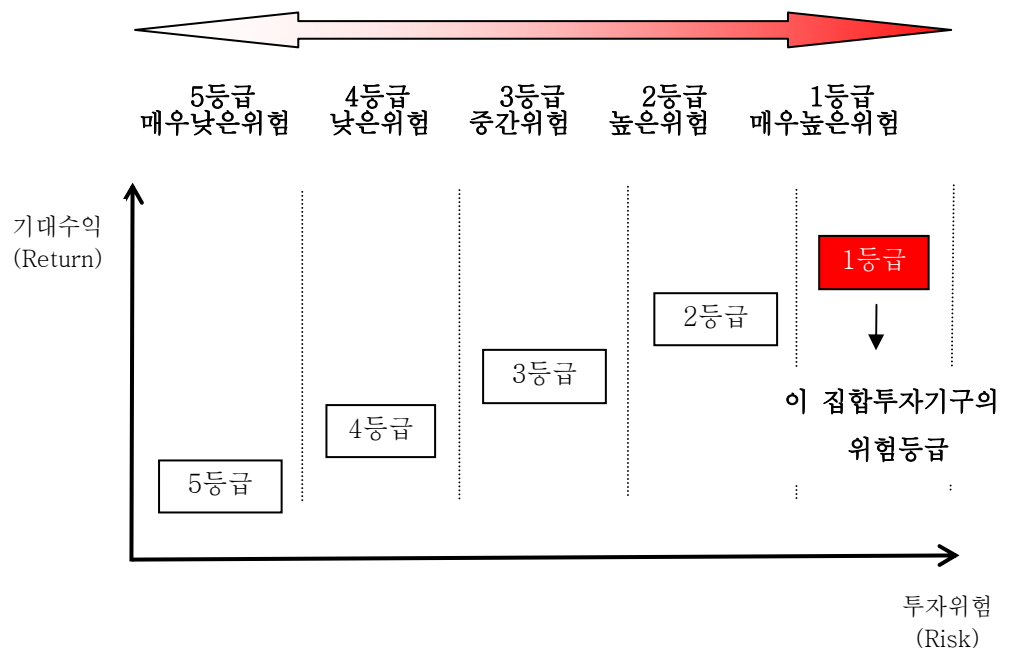 5등급 4등급 3등급 2등급 1등급
매우낮은위험 낮은위험 중간위험 높은위험 매우높은위험
기대수익
(Return)
1등급
2등급
3등급
이 집합투자기구의
위험등급
4등급
5등급
투자위험
(Risk)